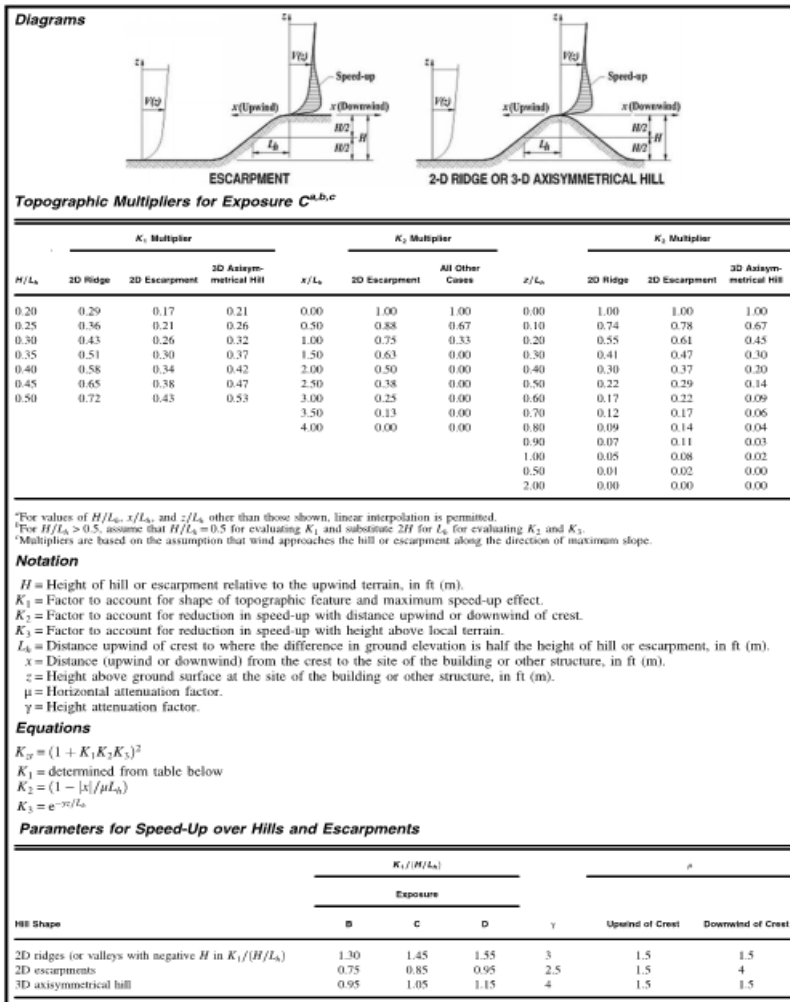 Diagrams
z
V(z)
z
V(z)
Speed-up
x(Upwind)
x(Downwind)
H/2
H/2
H
Lh
ESCARPMENT
z
V(z)
z
V(z)
Speed-up
x(Upwind)
x(Downwind)
H/2
H/2
H
Lh
2-D RIDGE OR 3-D AXISYMMETRICAL HILL
Topographic Multipliers for Exposure C^a,b,c
K₁ Multiplier K₂ Multiplier K₃ Multiplier
H/Lh 2D Ridge 2D Escarpment 3D Axisym-metrical Hill x/Lh 2D Escarpment All Other Cases z/Lh 2D Ridge 2D Escarpment 3D Axisym-metrical Hill
0.20 0.29 0.17 0.21 0.00 1.00 1.00 0.00 1.00 1.00 1.00
0.25 0.36 0.21 0.26 0.50 0.88 0.67 0.10 0.74 0.78 0.67
0.30 0.43 0.26 0.32 1.00 0.75 0.33 0.20 0.55 0.61 0.45
0.35 0.51 0.30 0.37 1.50 0.63 0.00 0.30 0.41 0.47 0.30
0.40 0.58 0.34 0.42 2.00 0.50 0.00 0.40 0.30 0.37 0.20
0.45 0.65 0.38 0.47 2.50 0.38 0.00 0.50 0.22 0.29 0.14
0.50 0.72 0.43 0.53 3.00 0.25 0.00 0.60 0.17 0.22 0.09
3.50 0.13 0.00 0.70 0.12 0.17 0.06
4.00 0.00 0.00 0.80 0.09 0.14 0.04
0.90 0.07 0.11 0.03
1.00 0.05 0.08 0.02
0.50 0.01 0.02 0.00
2.00 0.00 0.00 0.00
ᵃFor values of H/Lh, x/Lh, and z/Lh other than those shown, linear interpolation is permitted.
ᵇFor H/Lh > 0.5, assume that H/Lh = 0.5 for evaluating K₁ and substitute 2H for Lh for evaluating K₂ and K₃.
ᶜMultipliers are based on the assumption that wind approaches the hill or escarpment along the direction of maximum slope.
Notation
H = Height of hill or escarpment relative to the upwind terrain, in ft (m).
K₁ = Factor to account for shape of topographic feature and maximum speed-up effect.
K₂ = Factor to account for reduction in speed-up with distance upwind or downwind of crest.
K₃ = Factor to account for reduction in speed-up with height above local terrain.
Lh = Distance upwind of crest to where the difference in ground elevation is half the height of hill or escarpment, in ft (m).
x = Distance (upwind or downwind) from the crest to the site of the building or other structure, in ft (m).
z = Height above ground surface at the site of the building or other structure, in ft (m).
μ = Horizontal attenuation factor.
γ = Height attenuation factor.
Equations
Kzt = (1 + K₁K₂K₃)²
K₁ = determined from table below
K₂ = (1 − |x|/μLh)
K₃ = e^−γz/Lh
Parameters for Speed-Up over Hills and Escarpments
K₁/(H/Lh) μ
Exposure
Hill Shape B C D γ Upwind of Crest Downwind of Crest
2D ridges (or valleys with negative H in K₁/(H/Lh) 1.30 1.45 1.55 3 1.5 1.5
2D escarpments 0.75 0.85 0.95 2.5 1.5 4
3D axisymmetrical hill 0.95 1.05 1.15 4 1.5 1.5